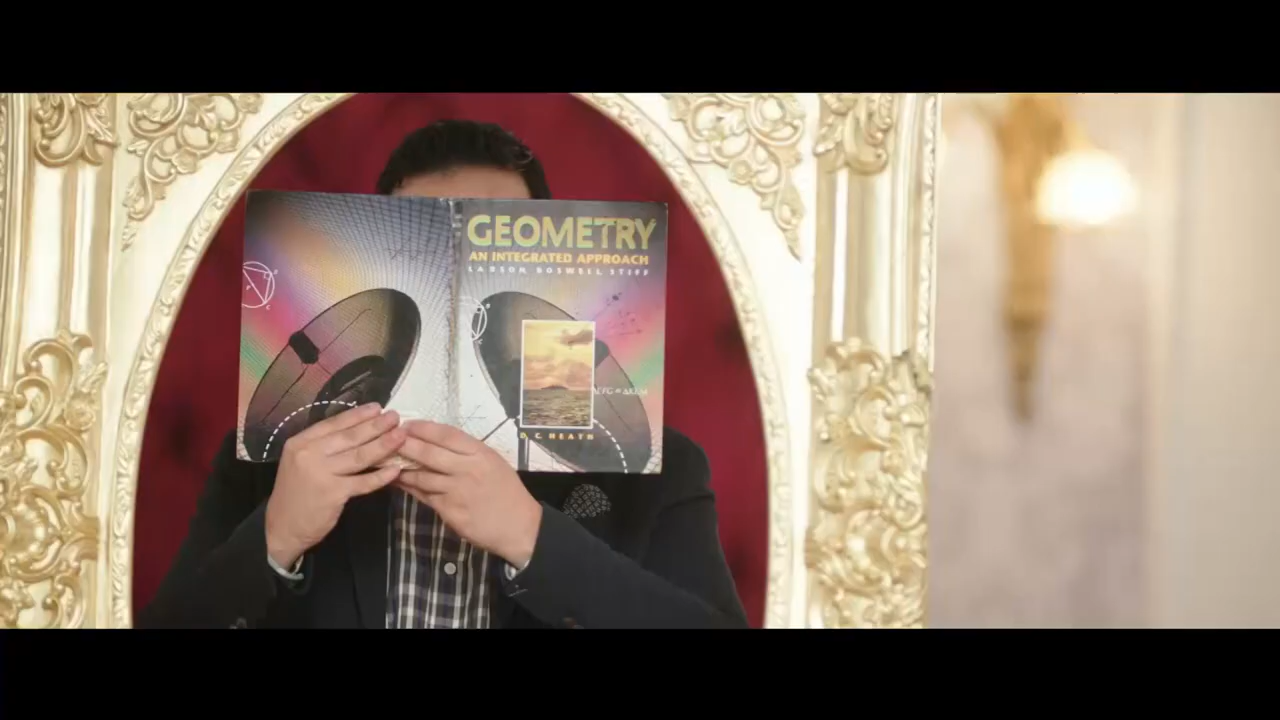 GEOMETRY
AN INTEGRATED APPROACH
LARSON BOSWELL STIFF
D. C. HEATH